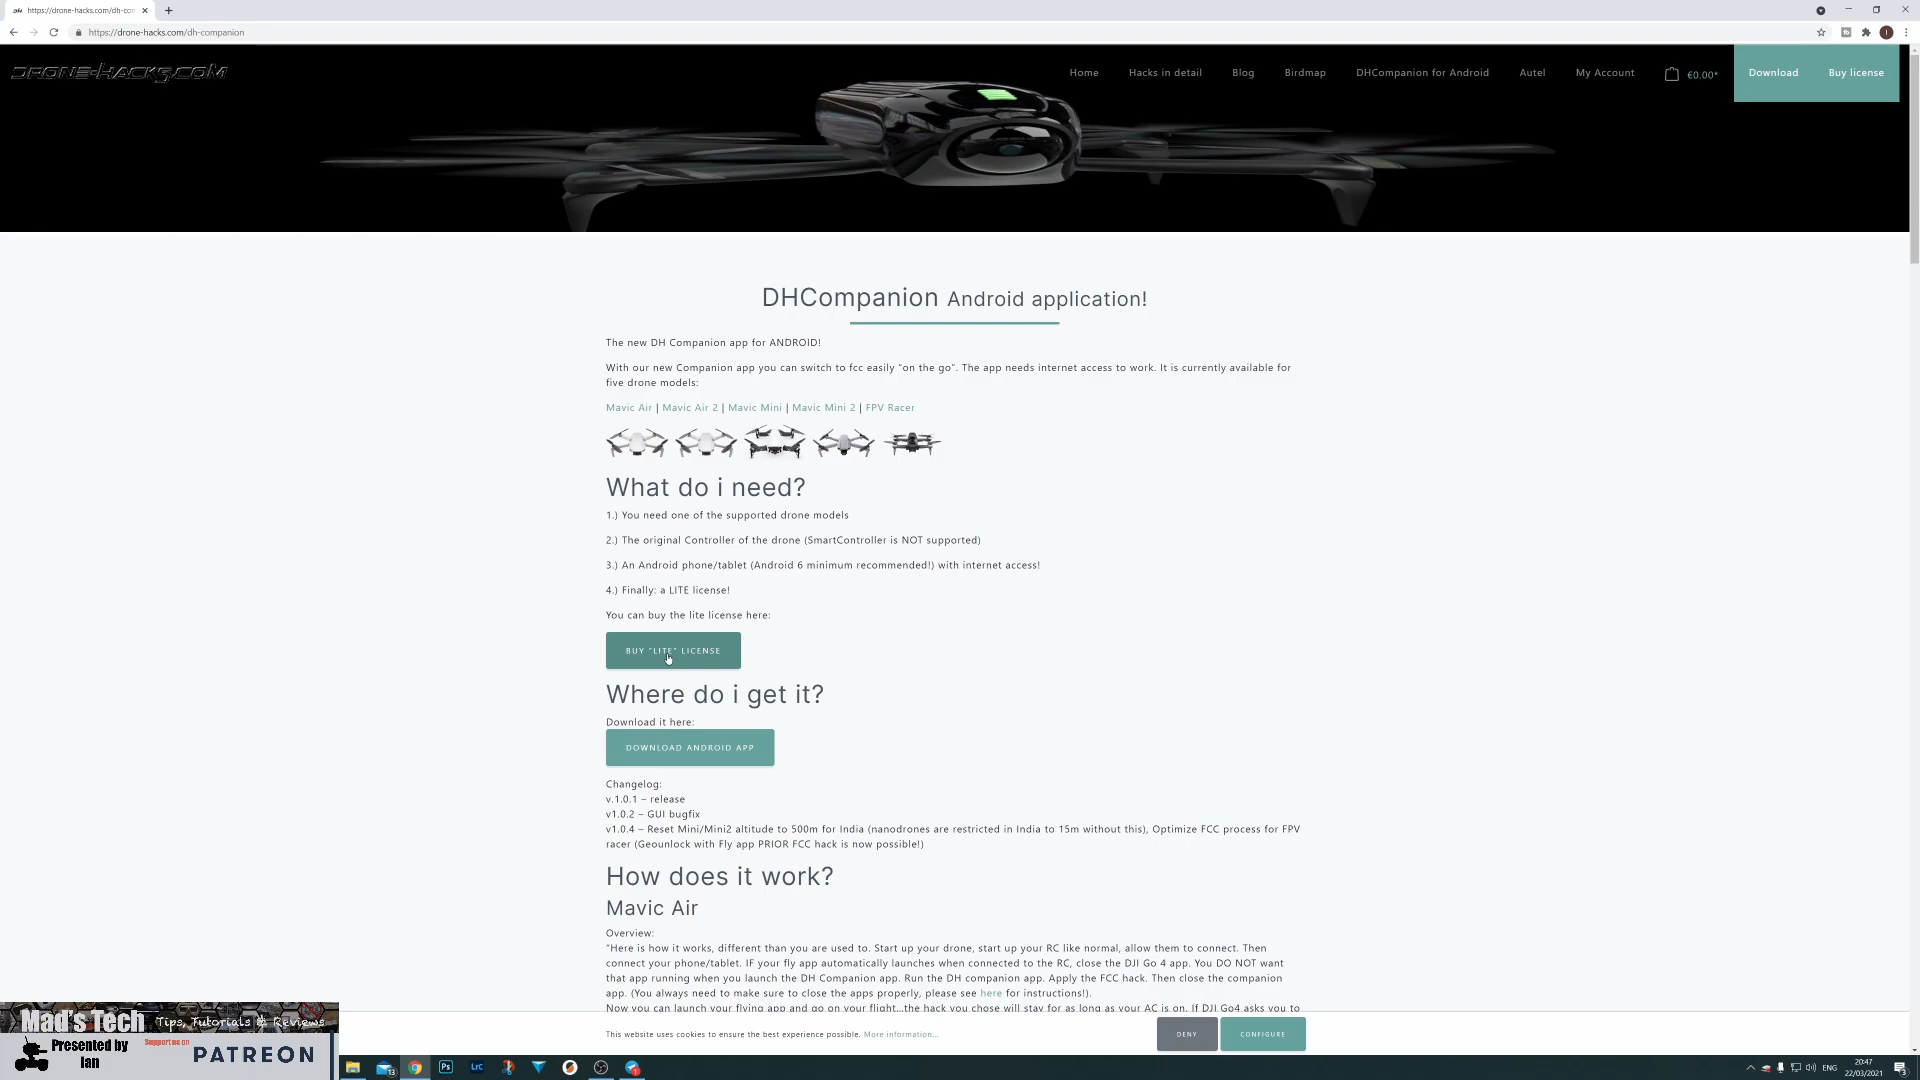 https://drone-hacks.com/dh-com
https://drone-hacks.com/dh-companion
DRONE-HACKS.COM
Home
Hacks in detail
Blog
Birdmap
DHCompanion for Android
Autel
My Account
€0.00*
Download
Buy license
DHCompanion Android application!
The new DH Companion app for ANDROID!
With our new Companion app you can switch to fcc easily "on the go". The app needs internet access to work. It is currently available for
five drone models:
Mavic Air | Mavic Air 2 | Mavic Mini | Mavic Mini 2 | FPV Racer
What do i need?
1.) You need one of the supported drone models
2.) The original Controller of the drone (SmartController is NOT supported)
3.) An Android phone/tablet (Android 6 minimum recommended!) with internet access!
4.) Finally: a LITE license!
You can buy the lite license here:
BUY "LITE" LICENSE
Where do i get it?
Download it here:
DOWNLOAD ANDROID APP
Changelog:
v.1.0.1 – release
v1.0.2 – GUI bugfix
v1.0.4 – Reset Mini/Mini2 altitude to 500m for India (nanodrones are restricted in India to 15m without this), Optimize FCC process for FPV
racer (Geounlock with Fly app PRIOR FCC hack is now possible!)
How does it work?
Mavic Air
Overview:
"Here is how it works, different than you are used to. Start up your drone, start up your RC like normal, allow them to connect. Then
connect your phone/tablet. IF your fly app automatically launches when connected to the RC, close the DJI Go 4 app. You DO NOT want
that app running when you launch the DH Companion app. Run the DH companion app. Apply the FCC hack. Then close the companion
app. (You always need to make sure to close the apps properly, please see here for instructions!).
Now you can launch your flying app and go on your flight...the hack you chose will stay for as long as your AC is on. If DJI Go4 asks you to
This website uses cookies to ensure the best experience possible. More information...
DENY
CONFIGURE
Mad's Tech
Tips, Tutorials & Reviews
Presented by
Ian
Support us on
PATREON
13
Ps
Lrc
1
ENG
20:47
22/03/2021
3